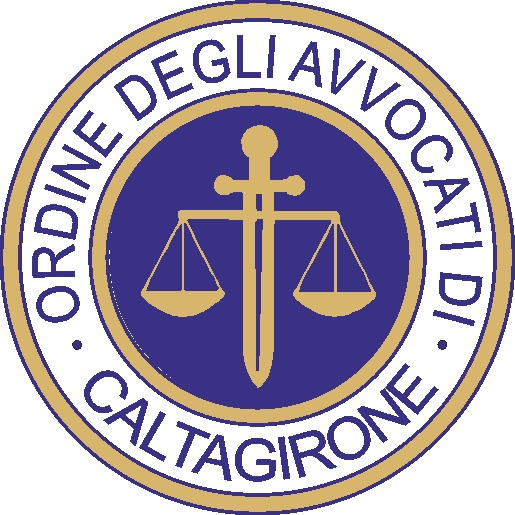 ORDINE DEGLI AVVOCATI DI
CALTAGIRONE